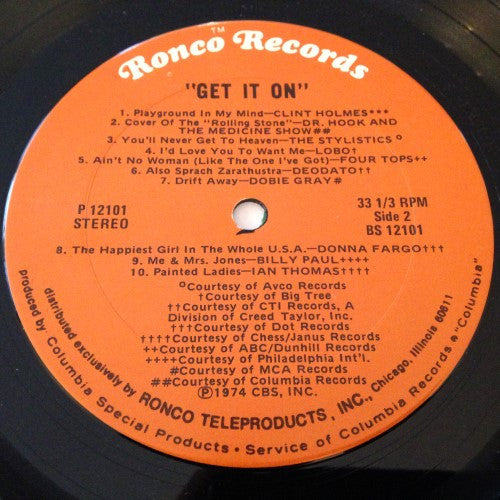 Ronco Records™
"GET IT ON"
1. Playground In My Mind—CLINT HOLMES***
2. Cover Of The "Rolling Stone"—DR. HOOK AND
THE MEDICINE SHOW##
3. You'll Never Get To Heaven—THE STYLISTICS°
4. I'd Love You To Want Me—LOBO†
5. Ain't No Woman (Like The One I've Got)—FOUR TOPS++
6. Also Sprach Zarathustra—DEODATO††
7. Drift Away—DOBIE GRAY#
P 12101
STEREO
33 1/3 RPM
Side 2
BS 12101
8. The Happiest Girl In The Whole U.S.A.—DONNA FARGO†††
9. Me & Mrs. Jones—BILLY PAUL++++
10. Painted Ladies—IAN THOMAS††††
°Courtesy of Avco Records
†Courtesy of Big Tree
††Courtesy of CTI Records, A
Division of Creed Taylor, Inc.
†††Courtesy of Dot Records
††††Courtesy of Chess/Janus Records
++Courtesy of ABC/Dunhill Records
++++Courtesy of Philadelphia Int'l.
#Courtesy of MCA Records
##Courtesy of Columbia Records
Ⓟ1974 CBS, INC.
distributed exclusively by RONCO TELEPRODUCTS, INC., Chicago, Illinois 60611
produced by Columbia Special Products • Service of Columbia Records • "Columbia"